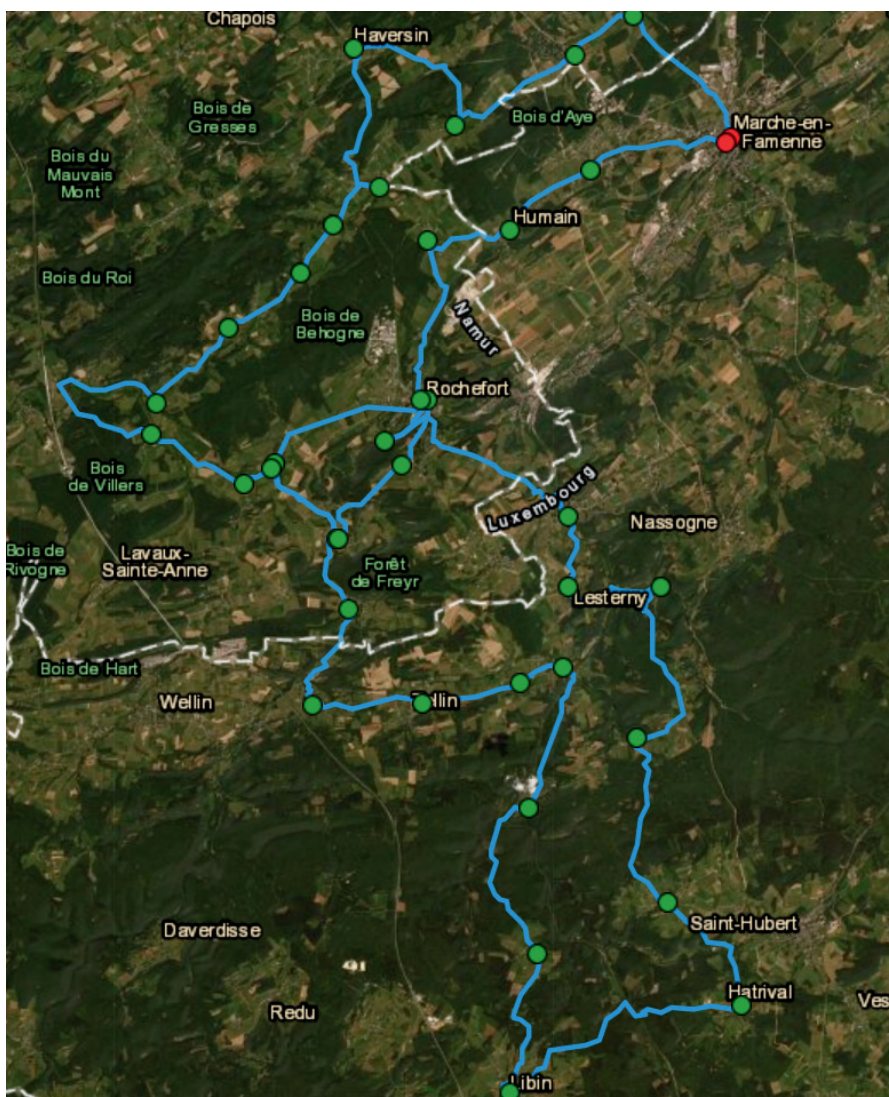 Chapois
Haversin
Bois de
Gresses
Bois d'Aye
Marche-en-
Famenne
Bois du
Mauvais
Mont
Humain
Bois du Roi
Bois de
Behogne
Namur
Rochefort
Bois
de Villers
Luxembourg
Nassogne
Bois de
Rivogne
Lavaux-
Sainte-Anne
Forêt
de Freyr
Lesterny
Bois de Hart
Wellin
Saint-Hubert
Daverdisse
Hatrival
Redu
Ves
Libin